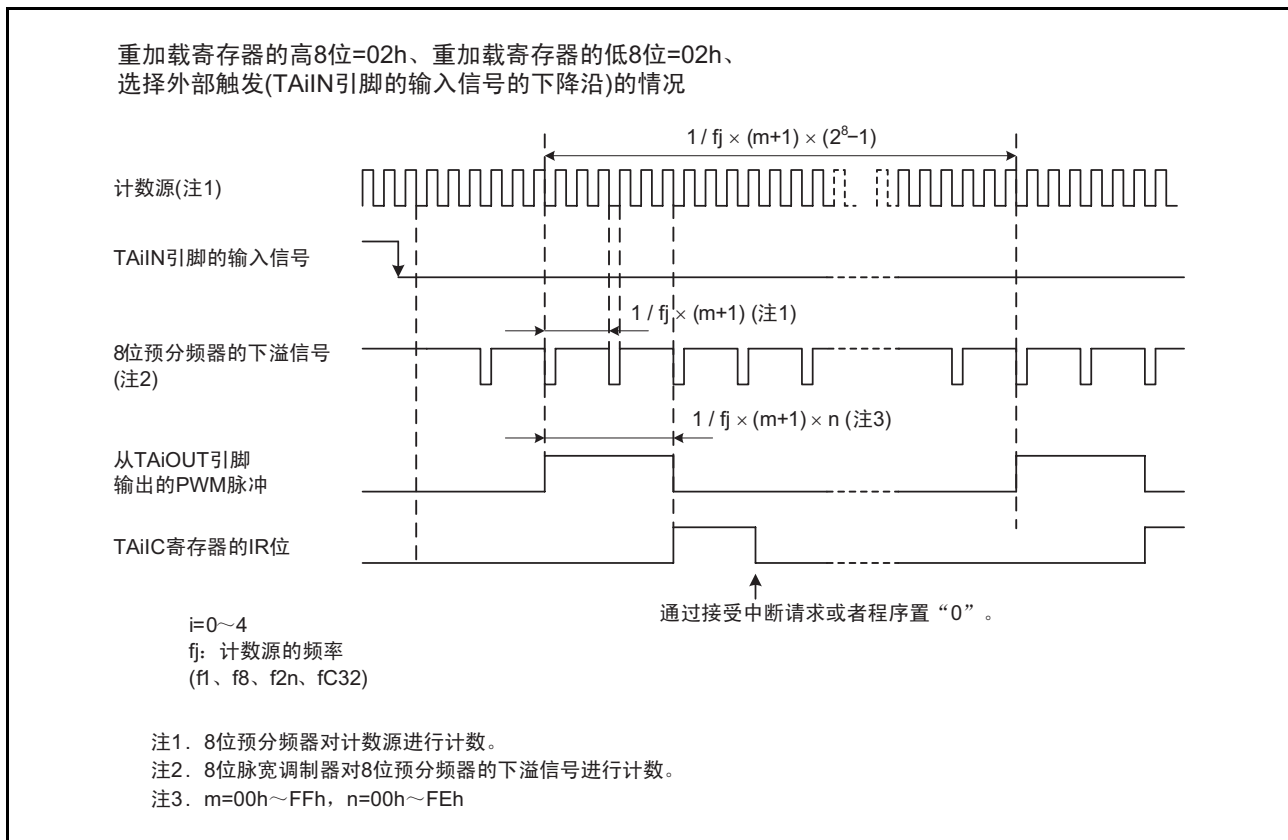 重加载寄存器的高8位=02h、重加载寄存器的低8位=02h、
选择外部触发(TAiIN引脚的输入信号的下降沿)的情况
1 / fj × (m+1) × (2⁸−1)
计数源(注1)
TAiIN引脚的输入信号
1 / fj × (m+1) (注1)
8位预分频器的下溢信号
(注2)
1 / fj × (m+1) × n (注3)
从TAiOUT引脚
输出的PWM脉冲
TAiIC寄存器的IR位
通过接受中断请求或者程序置“0”。
i=0～4
fj：计数源的频率
(f1、f8、f2n、fC32)
注1．8位预分频器对计数源进行计数。
注2．8位脉宽调制器对8位预分频器的下溢信号进行计数。
注3．m=00h～FFh，n=00h～FEh